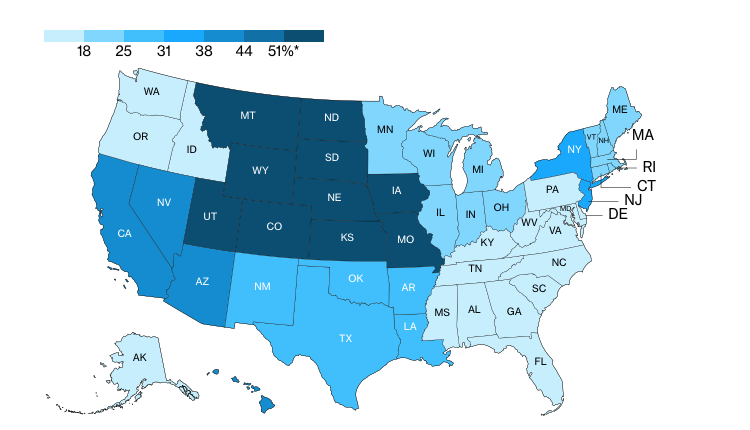 18 25 31 38 44 51%*
WA
MT
ND
MN
ME
OR
ID
SD
WI
MI
NY
VT
NH
MA
WY
RI
NV
UT
NE
IA
IL
IN
OH
PA
CT
NJ
CA
CO
KS
MO
KY
WV
VA
MD
DE
AZ
NM
OK
AR
TN
NC
SC
MS
AL
GA
TX
LA
FL
AK